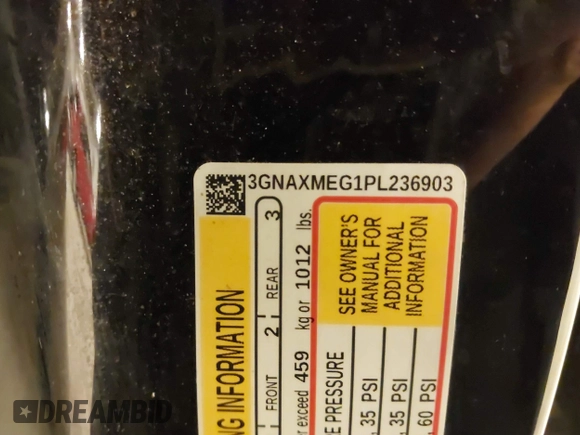 3GNAXMEG1PL236903
NG INFORMATION
FRONT 2 REAR 3
exceed 459 kg or 1012 lbs.
PRESSURE
35 PSI
35 PSI
60 PSI
SEE OWNER'S
MANUAL FOR
ADDITIONAL
INFORMATION
DREAMBID